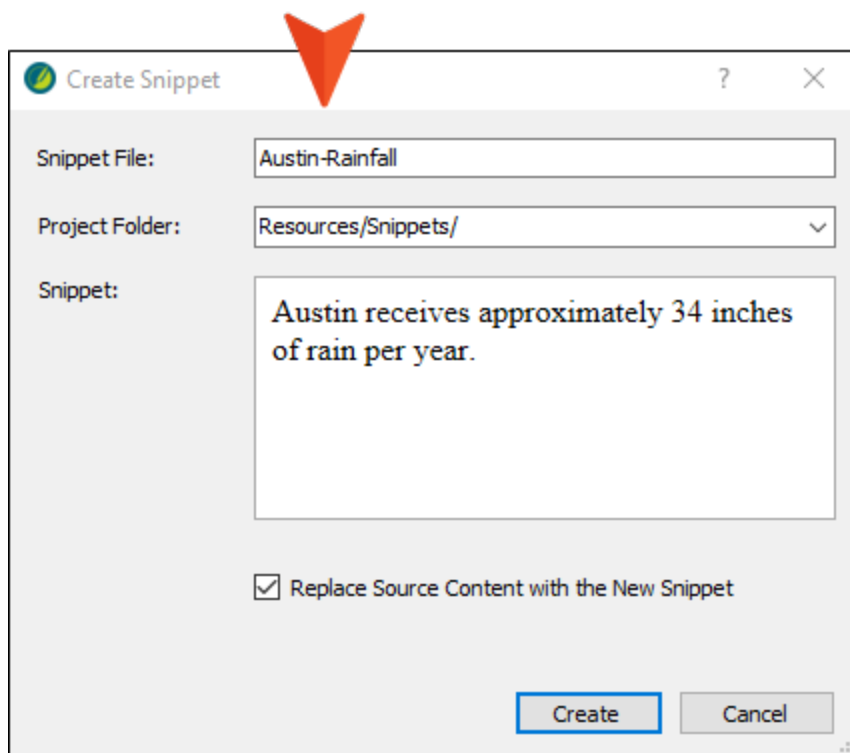 Create Snippet ?
Snippet File: Austin-Rainfall
Project Folder: Resources/Snippets/
Snippet:
Austin receives approximately 34 inches
of rain per year.
Replace Source Content with the New Snippet
Create Cancel